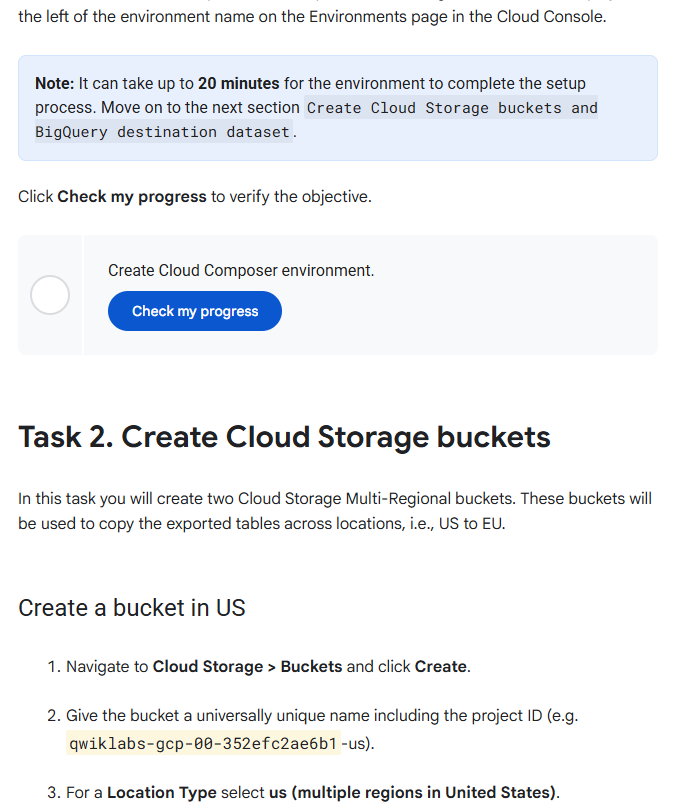 the left of the environment name on the Environments page in the Cloud Console.
Note: It can take up to 20 minutes for the environment to complete the setup
process. Move on to the next section Create Cloud Storage buckets and
BigQuery destination dataset.
Click Check my progress to verify the objective.
Create Cloud Composer environment.
Check my progress
Task 2. Create Cloud Storage buckets
In this task you will create two Cloud Storage Multi-Regional buckets. These buckets will
be used to copy the exported tables across locations, i.e., US to EU.
Create a bucket in US
1. Navigate to Cloud Storage > Buckets and click Create.
2. Give the bucket a universally unique name including the project ID (e.g.
qwiklabs-gcp-00-352efc2ae6b1-us).
3. For a Location Type select us (multiple regions in United States).